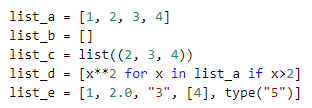 list_a = [1, 2, 3, 4]
list_b = []
list_c = list((2, 3, 4))
list_d = [x**2 for x in list_a if x>2]
list_e = [1, 2.0, "3", [4], type("5")]